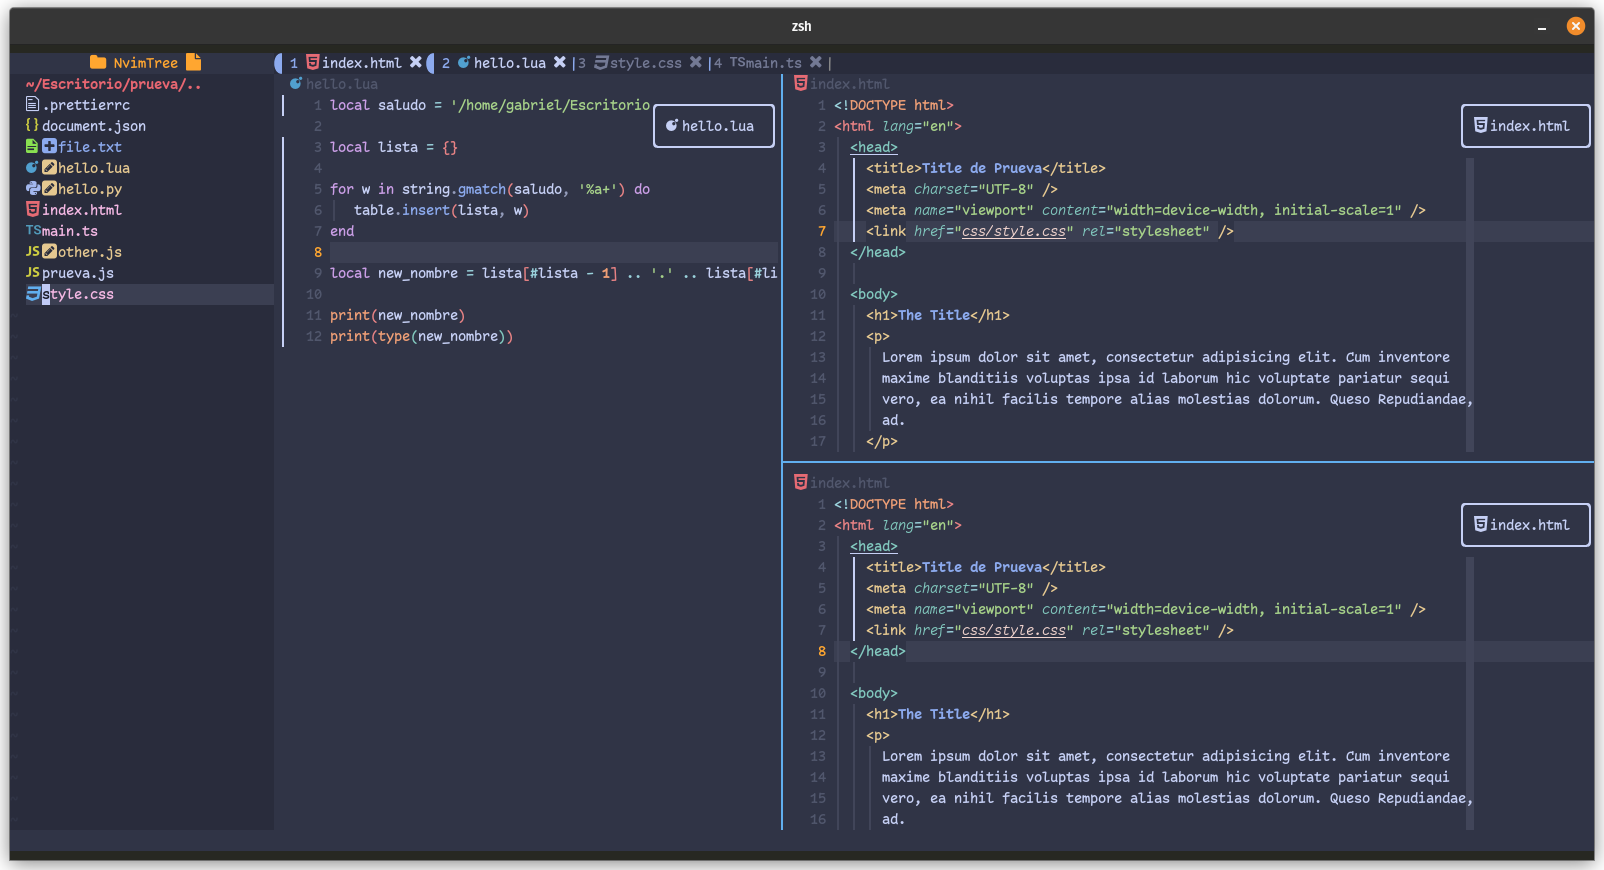 zsh
NvimTree
1 index.html ✖ 2 hello.lua ✖ |3 style.css ✖ |4 TS main.ts ✖ |
~/Escritorio/prueva/..
.prettierrc
{} document.json
file.txt
hello.lua
hello.py
index.html
TS main.ts
JS other.js
JS prueva.js
style.css
hello.lua
1 local saludo = '/home/gabriel/Escritorio
2
3 local lista = {}
4
5 for w in string.gmatch(saludo, '%a+') do
6 table.insert(lista, w)
7 end
8
9 local new_nombre = lista[#lista - 1] .. '.' .. lista[#li
10
11 print(new_nombre)
12 print(type(new_nombre))
hello.lua
index.html
1 <!DOCTYPE html>
2 <html lang="en">
3 <head>
4 <title>Title de Prueva</title>
5 <meta charset="UTF-8" />
6 <meta name="viewport" content="width=device-width, initial-scale=1" />
7 <link href="css/style.css" rel="stylesheet" />
8 </head>
9
10 <body>
11 <h1>The Title</h1>
12 <p>
13 Lorem ipsum dolor sit amet, consectetur adipisicing elit. Cum inventore
14 maxime blanditiis voluptas ipsa id laborum hic voluptate pariatur sequi
15 vero, ea nihil facilis tempore alias molestias dolorum. Queso Repudiandae,
16 ad.
17 </p>
index.html
index.html
1 <!DOCTYPE html>
2 <html lang="en">
3 <head>
4 <title>Title de Prueva</title>
5 <meta charset="UTF-8" />
6 <meta name="viewport" content="width=device-width, initial-scale=1" />
7 <link href="css/style.css" rel="stylesheet" />
8 </head>
9
10 <body>
11 <h1>The Title</h1>
12 <p>
13 Lorem ipsum dolor sit amet, consectetur adipisicing elit. Cum inventore
14 maxime blanditiis voluptas ipsa id laborum hic voluptate pariatur sequi
15 vero, ea nihil facilis tempore alias molestias dolorum. Queso Repudiandae,
16 ad.
index.html